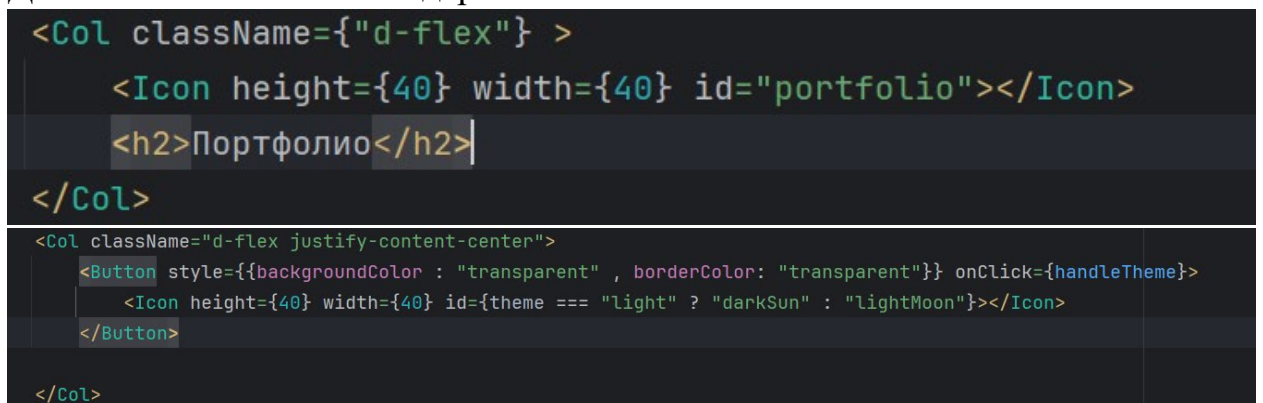 <Col className={"d-flex"} >
<Icon height={40} width={40} id="portfolio"></Icon>
<h2>Портфолио</h2>
</Col>
<Col className="d-flex justify-content-center">
<Button style={{backgroundColor : "transparent" , borderColor: "transparent"}} onClick={handleTheme}>
<Icon height={40} width={40} id={theme === "light" ? "darkSun" : "lightMoon"}></Icon>
</Button>
</Col>